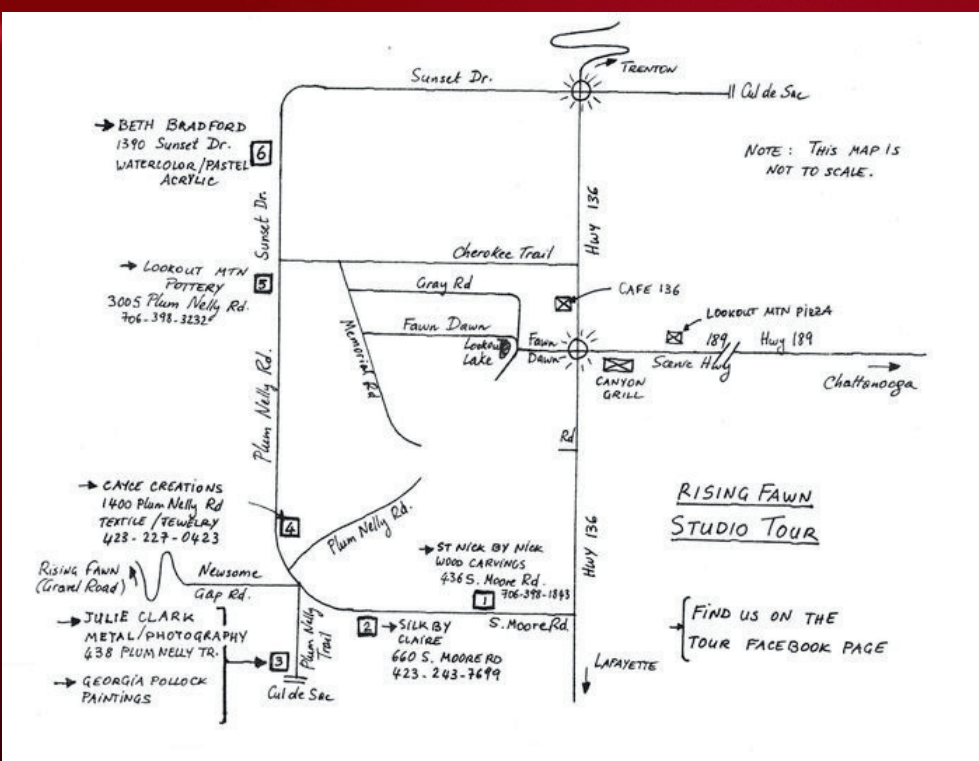 Sunset Dr.
TRENTON
Cul de Sac
→ BETH BRADFORD
1390 Sunset Dr.
WATERCOLOR/PASTEL
ACRYLIC
6
NOTE: THIS MAP IS
NOT TO SCALE.
Sunset Dr.
HWY 136
Cherokee Trail
→ LOOKOUT MTN
POTTERY
3005 Plum Nelly Rd.
706-398-3232
5
Gray Rd
CAFE 136
Fawn Dawn
Memorial Rd
Lookout
Lake
Fawn
Dawn
LOOKOUT MTN PIZZA
189
Hwy 189
Scenic Hwy
CANYON
GRILL
Chattanooga
Plum Nelly Rd.
Rd
→ CAYCE CREATIONS
1400 Plum Nelly Rd
TEXTILE/JEWELRY
423-227-0423
4
Plum Nelly Rd.
RISING FAWN
STUDIO TOUR
RISING FAWN
(Gravel Road)
Newsome
Gap Rd.
→ ST NICK BY NICK
WOOD CARVINGS
436 S. Moore Rd.
706-398-1843
1
HWY 136
S. Moore Rd.
→ JULIE CLARK
METAL/PHOTOGRAPHY
438 PLUM NELLY TR.
→ GEORGIA POLLOCK
PAINTINGS
3
Plum Nelly
Trail
Cul de Sac
2
→ SILK BY
CLAIRE
660 S. MOORE RD
423-243-7699
LAFAYETTE
→ FIND US ON THE
TOUR FACEBOOK PAGE